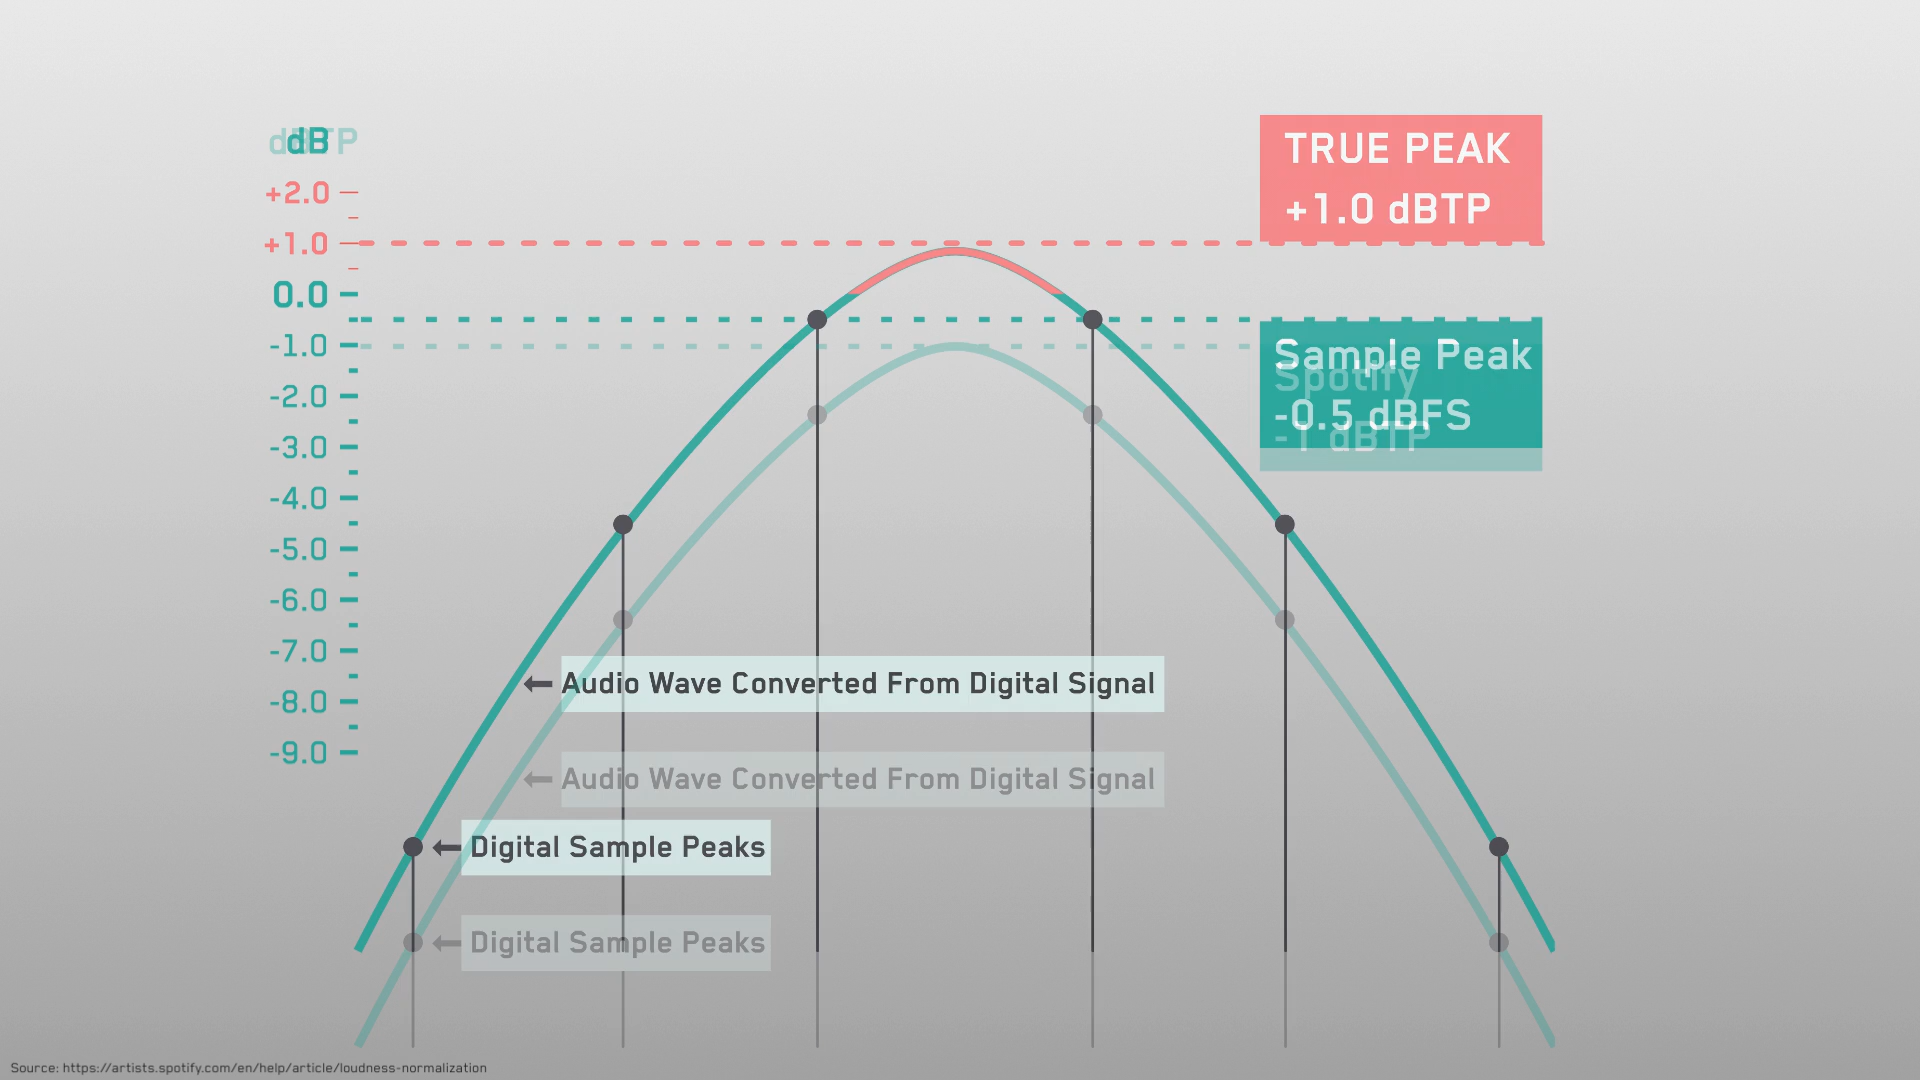 dBTP
dB
+2.0
+1.0
0.0
-1.0
-2.0
-3.0
-4.0
-5.0
-6.0
-7.0
-8.0
-9.0
TRUE PEAK
+1.0 dBTP
Sample Peak
Spotify
-0.5 dBFS
-1 dBTP
Audio Wave Converted From Digital Signal
Audio Wave Converted From Digital Signal
Digital Sample Peaks
Digital Sample Peaks
Source: https://artists.spotify.com/en/help/article/loudness-normalization